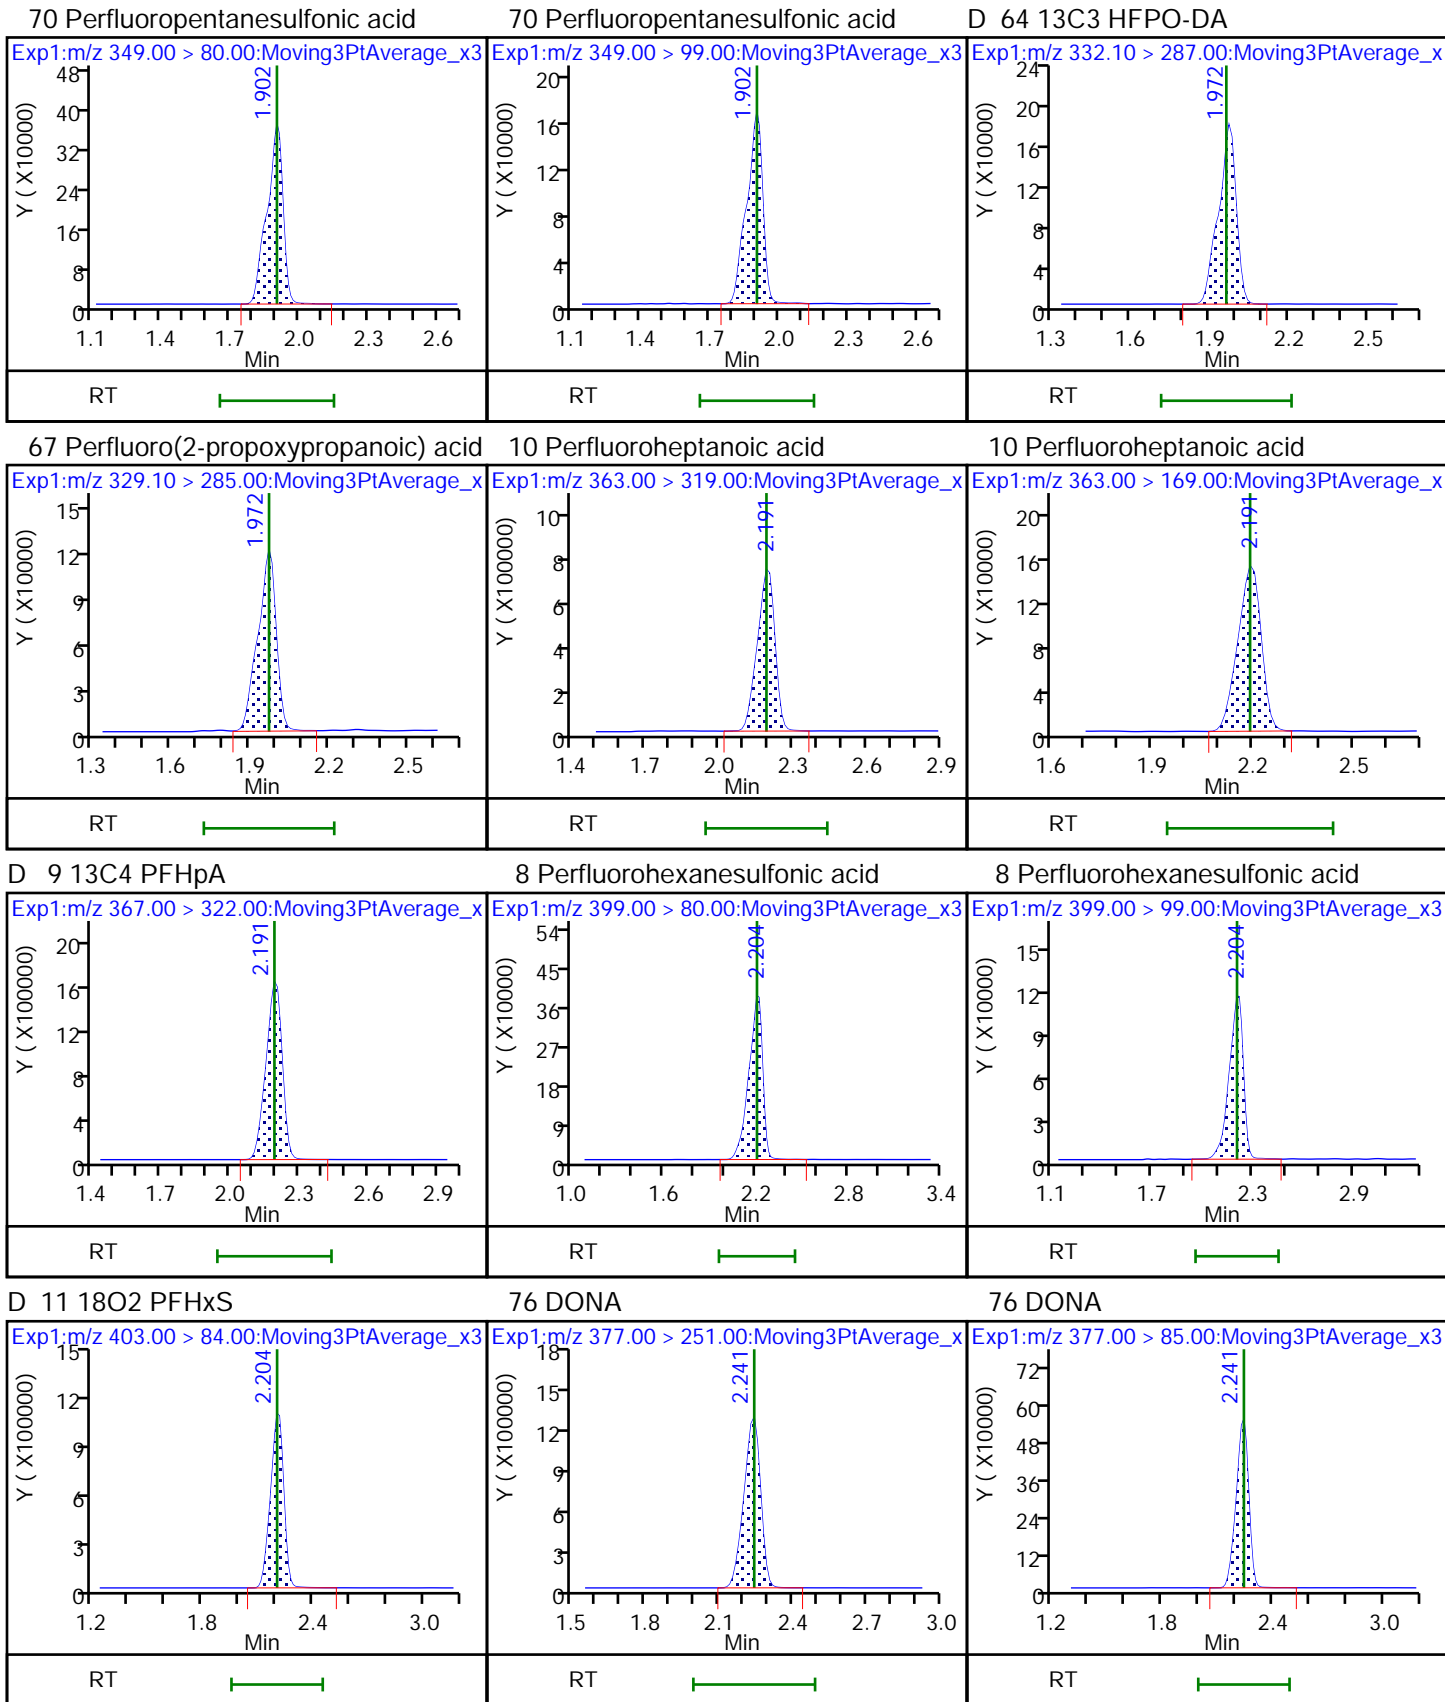 70 Perfluoropentanesulfonic acid
Exp1:m/z 349.00 > 80.00:Moving3PtAverage_x3
Y ( X10000)
48
40
32
24
16
8
0
1.902
1.1 1.4 1.7 2.0 2.3 2.6
Min
RT
70 Perfluoropentanesulfonic acid
Exp1:m/z 349.00 > 99.00:Moving3PtAverage_x3
Y ( X10000)
20
16
12
8
4
0
1.902
1.1 1.4 1.7 2.0 2.3 2.6
Min
RT
D 64 13C3 HFPO-DA
Exp1:m/z 332.10 > 287.00:Moving3PtAverage_x
Y ( X10000)
24
20
16
12
8
4
0
1.972
1.3 1.6 1.9 2.2 2.5
Min
RT
67 Perfluoro(2-propoxypropanoic) acid
Exp1:m/z 329.10 > 285.00:Moving3PtAverage_x
Y ( X10000)
15
12
9
6
3
0
1.972
1.3 1.6 1.9 2.2 2.5
Min
RT
10 Perfluoroheptanoic acid
Exp1:m/z 363.00 > 319.00:Moving3PtAverage_x
Y ( X100000)
10
8
6
4
2
0
2.191
1.4 1.7 2.0 2.3 2.6 2.9
Min
RT
10 Perfluoroheptanoic acid
Exp1:m/z 363.00 > 169.00:Moving3PtAverage_x
Y ( X10000)
20
16
12
8
4
0
2.191
1.6 1.9 2.2 2.5
Min
RT
D 9 13C4 PFHpA
Exp1:m/z 367.00 > 322.00:Moving3PtAverage_x
Y ( X100000)
20
16
12
8
4
0
2.191
1.4 1.7 2.0 2.3 2.6 2.9
Min
RT
8 Perfluorohexanesulfonic acid
Exp1:m/z 399.00 > 80.00:Moving3PtAverage_x3
Y ( X10000)
54
45
36
27
18
9
0
2.204
1.0 1.6 2.2 2.8 3.4
Min
RT
8 Perfluorohexanesulfonic acid
Exp1:m/z 399.00 > 99.00:Moving3PtAverage_x3
Y ( X10000)
15
12
9
6
3
0
2.204
1.1 1.7 2.3 2.9
Min
RT
D 11 18O2 PFHxS
Exp1:m/z 403.00 > 84.00:Moving3PtAverage_x3
Y ( X100000)
15
12
9
6
3
0
2.204
1.2 1.8 2.4 3.0
Min
RT
76 DONA
Exp1:m/z 377.00 > 251.00:Moving3PtAverage_x
Y ( X100000)
18
15
12
9
6
3
0
2.241
1.5 1.8 2.1 2.4 2.7 3.0
Min
RT
76 DONA
Exp1:m/z 377.00 > 85.00:Moving3PtAverage_x3
Y ( X10000)
72
60
48
36
24
12
0
2.241
1.2 1.8 2.4 3.0
Min
RT